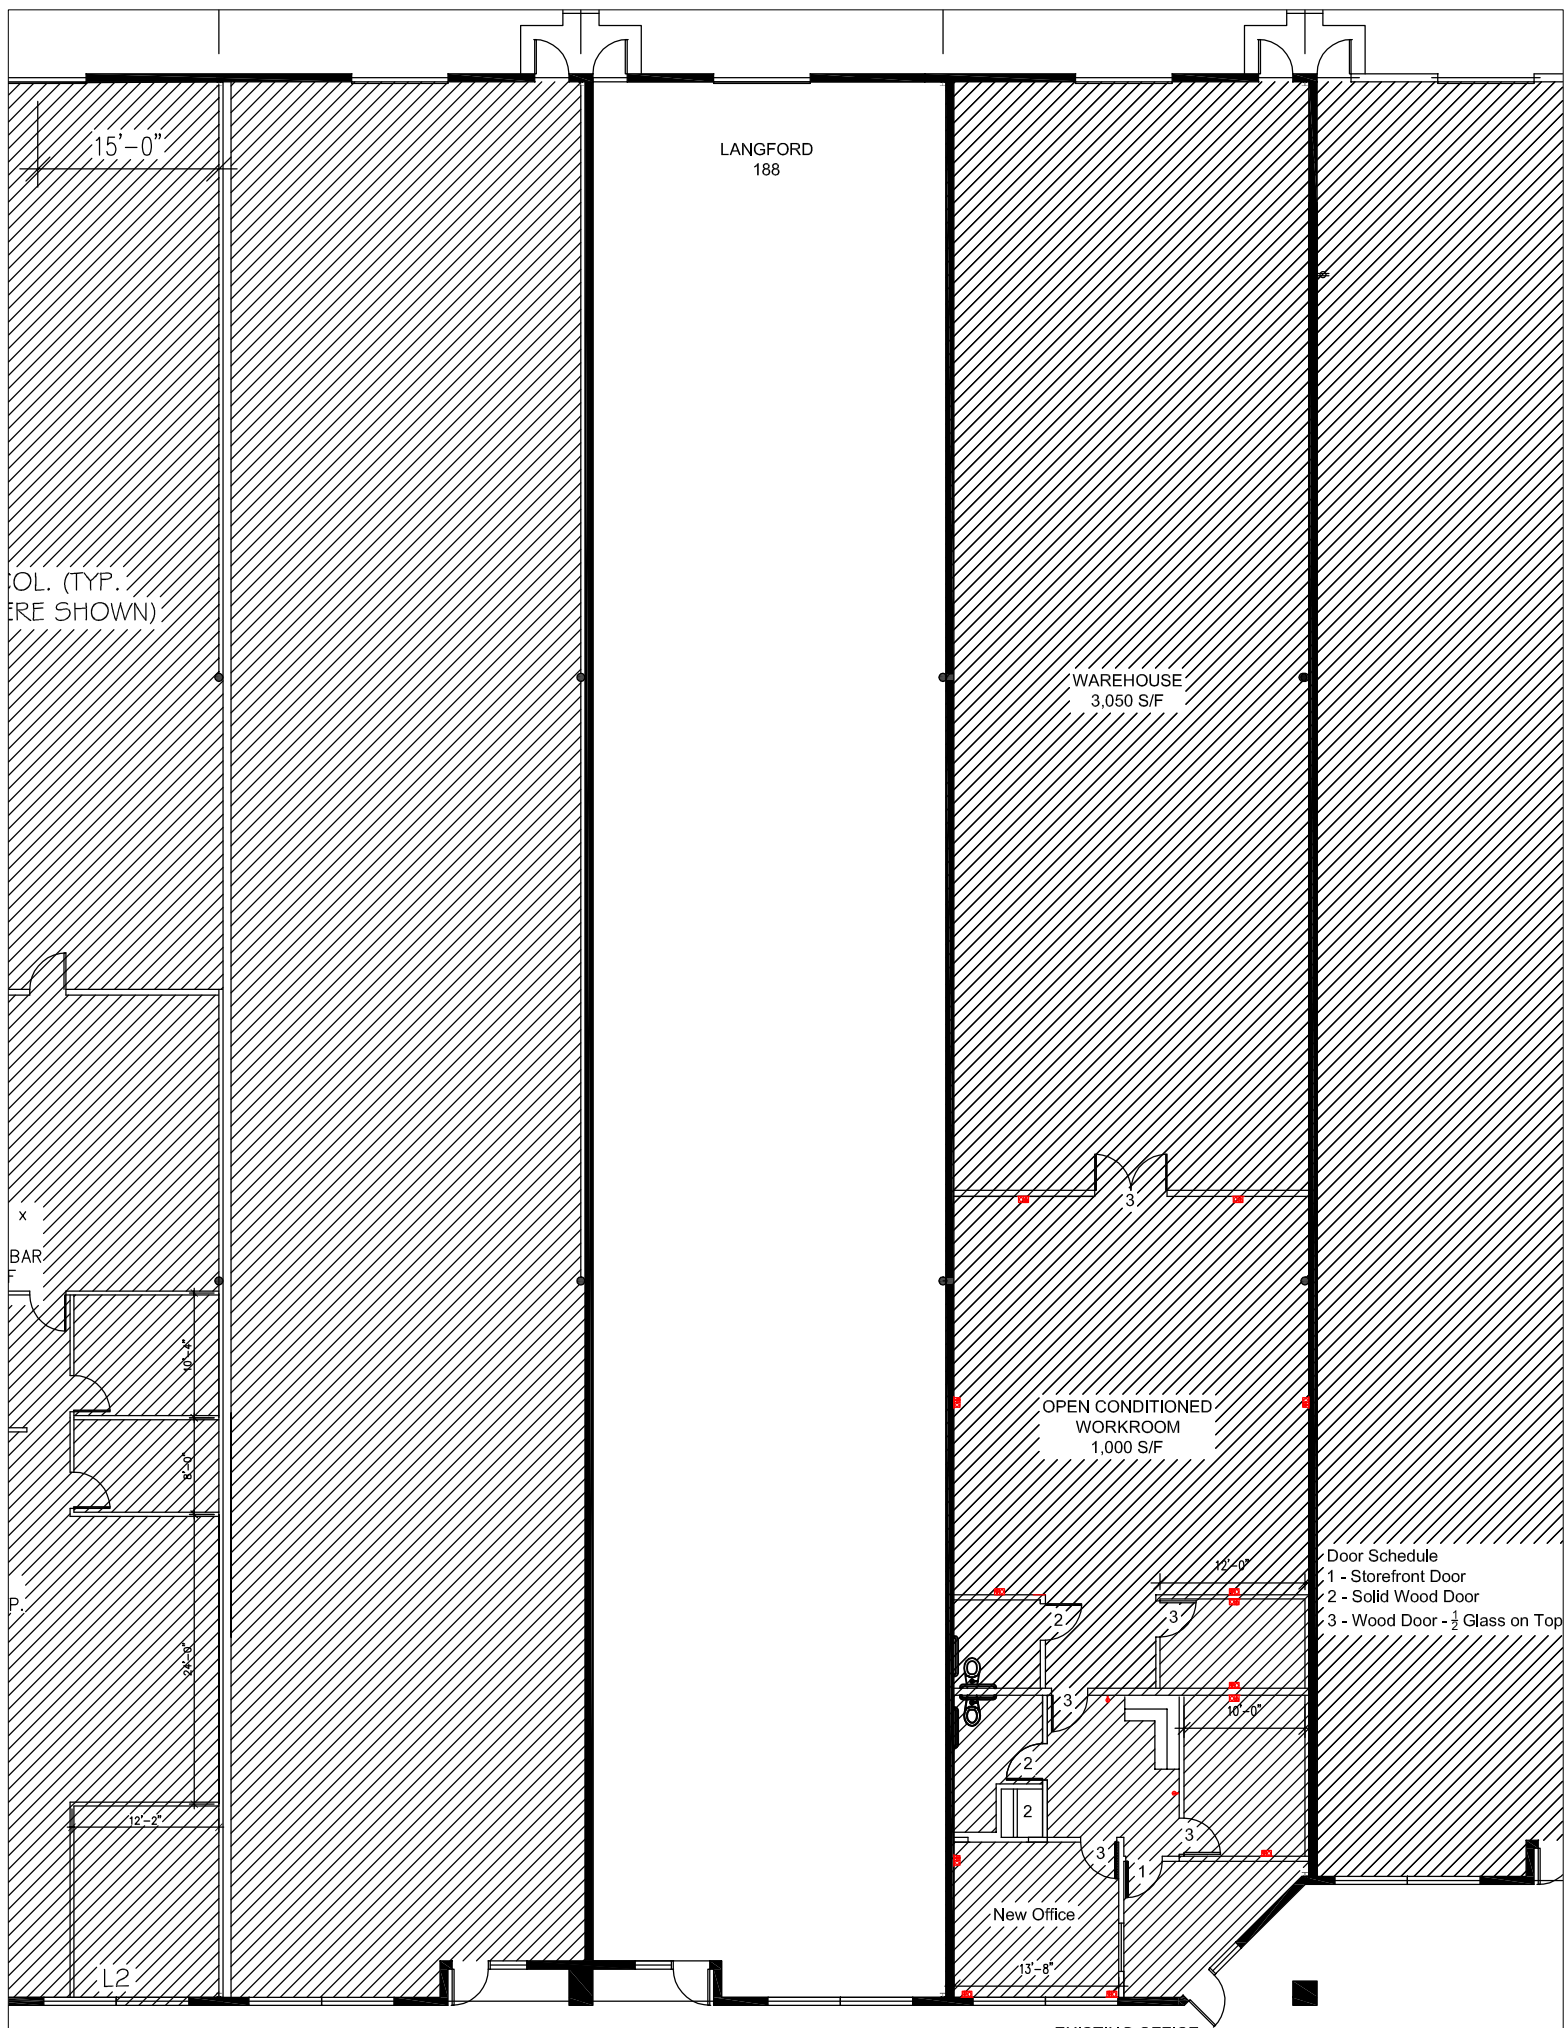 15'-0"
LANGFORD
188
COL. (TYP.
ERE SHOWN)
WAREHOUSE
3,050 S/F
3
x
BAR
F
10'-4"
OPEN CONDITIONED
WORKROOM
1,000 S/F
8'-0"
12'-0"
Door Schedule
1 - Storefront Door
2 - Solid Wood Door
3 - Wood Door - ½ Glass on Top
P.
2
3
24'-0"
3
10'-0"
2
2
12'-2"
3
3
1
New Office
13'-8"
L2